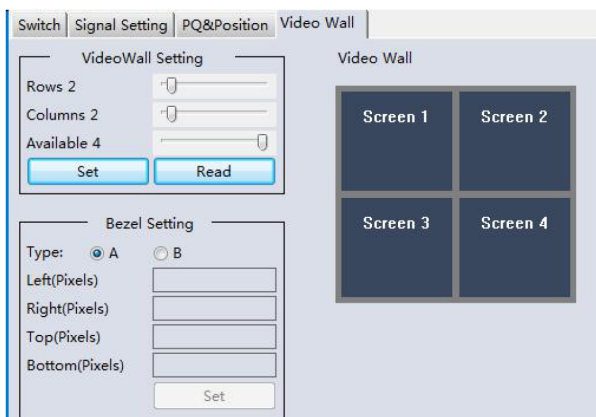 Switch Signal Setting PQ&Position Video Wall
VideoWall Setting
Rows 2
Columns 2
Available 4
Set Read
Bezel Setting
Type: A B
Left(Pixels)
Right(Pixels)
Top(Pixels)
Bottom(Pixels)
Set
Video Wall
Screen 1 Screen 2
Screen 3 Screen 4